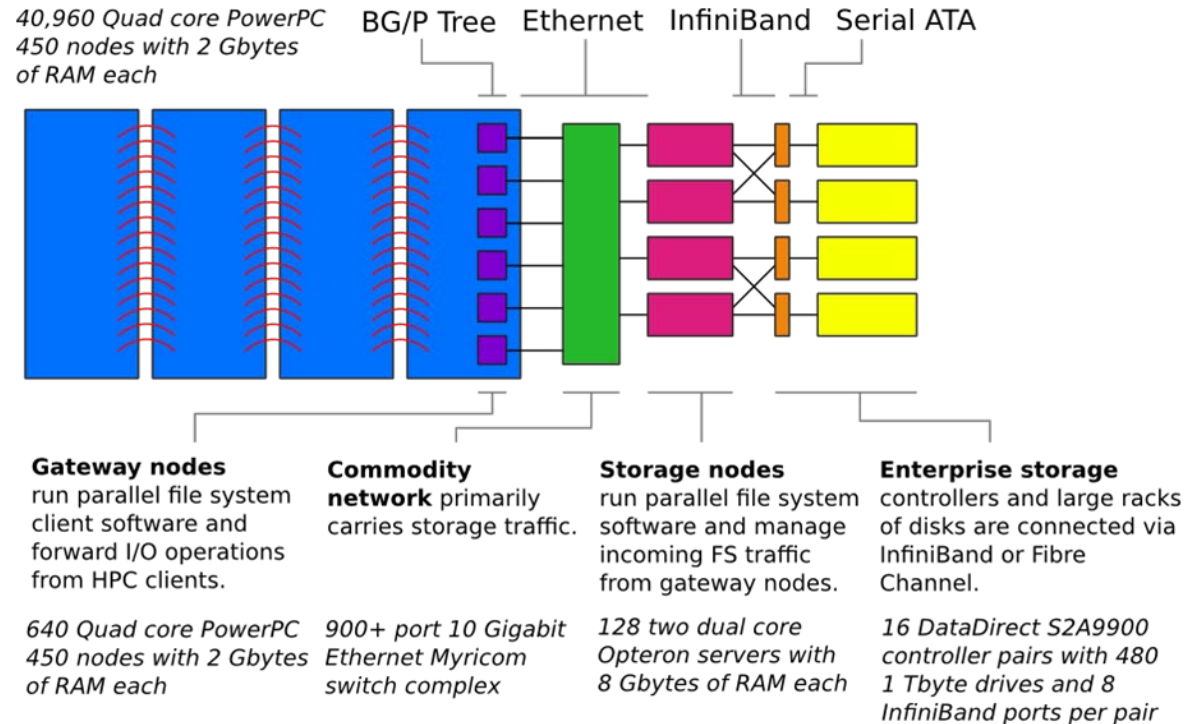 40,960 Quad core PowerPC
450 nodes with 2 Gbytes
of RAM each
BG/P Tree
Ethernet
InfiniBand
Serial ATA
Gateway nodes
run parallel file system
client software and
forward I/O operations
from HPC clients.
640 Quad core PowerPC
450 nodes with 2 Gbytes
of RAM each
Commodity
network primarily
carries storage traffic.
900+ port 10 Gigabit
Ethernet Myricom
switch complex
Storage nodes
run parallel file system
software and manage
incoming FS traffic
from gateway nodes.
128 two dual core
Opteron servers with
8 Gbytes of RAM each
Enterprise storage
controllers and large racks
of disks are connected via
InfiniBand or Fibre
Channel.
16 DataDirect S2A9900
controller pairs with 480
1 Tbyte drives and 8
InfiniBand ports per pair